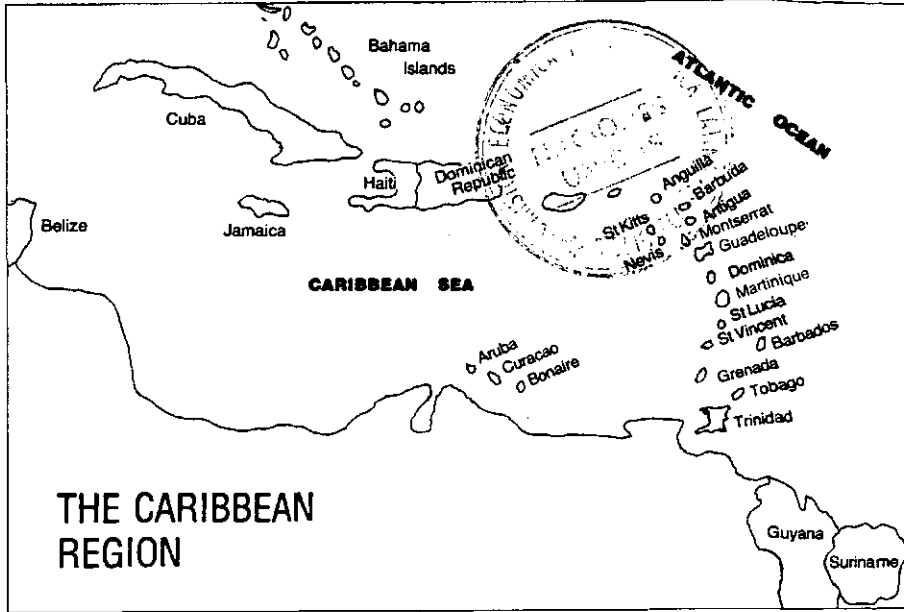 Bahama
Islands
Cuba
ATLANTIC OCEAN
Haiti
Dominican
Republic
Belize
Jamaica
CARIBBEAN SEA
Anguilla
Barbuda
St Kitts
Antigua
Nevis
Montserrat
Guadeloupe
Dominica
Martinique
St Lucia
St Vincent
Barbados
Aruba
Curacao
Bonaire
Grenada
Tobago
Trinidad
THE CARIBBEAN
REGION
Guyana
Suriname